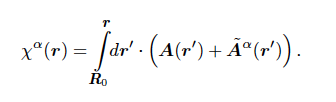 χ^α(r) = ∫_{R_0}^{r} dr′ · (A(r′) + Ã^α(r′)).